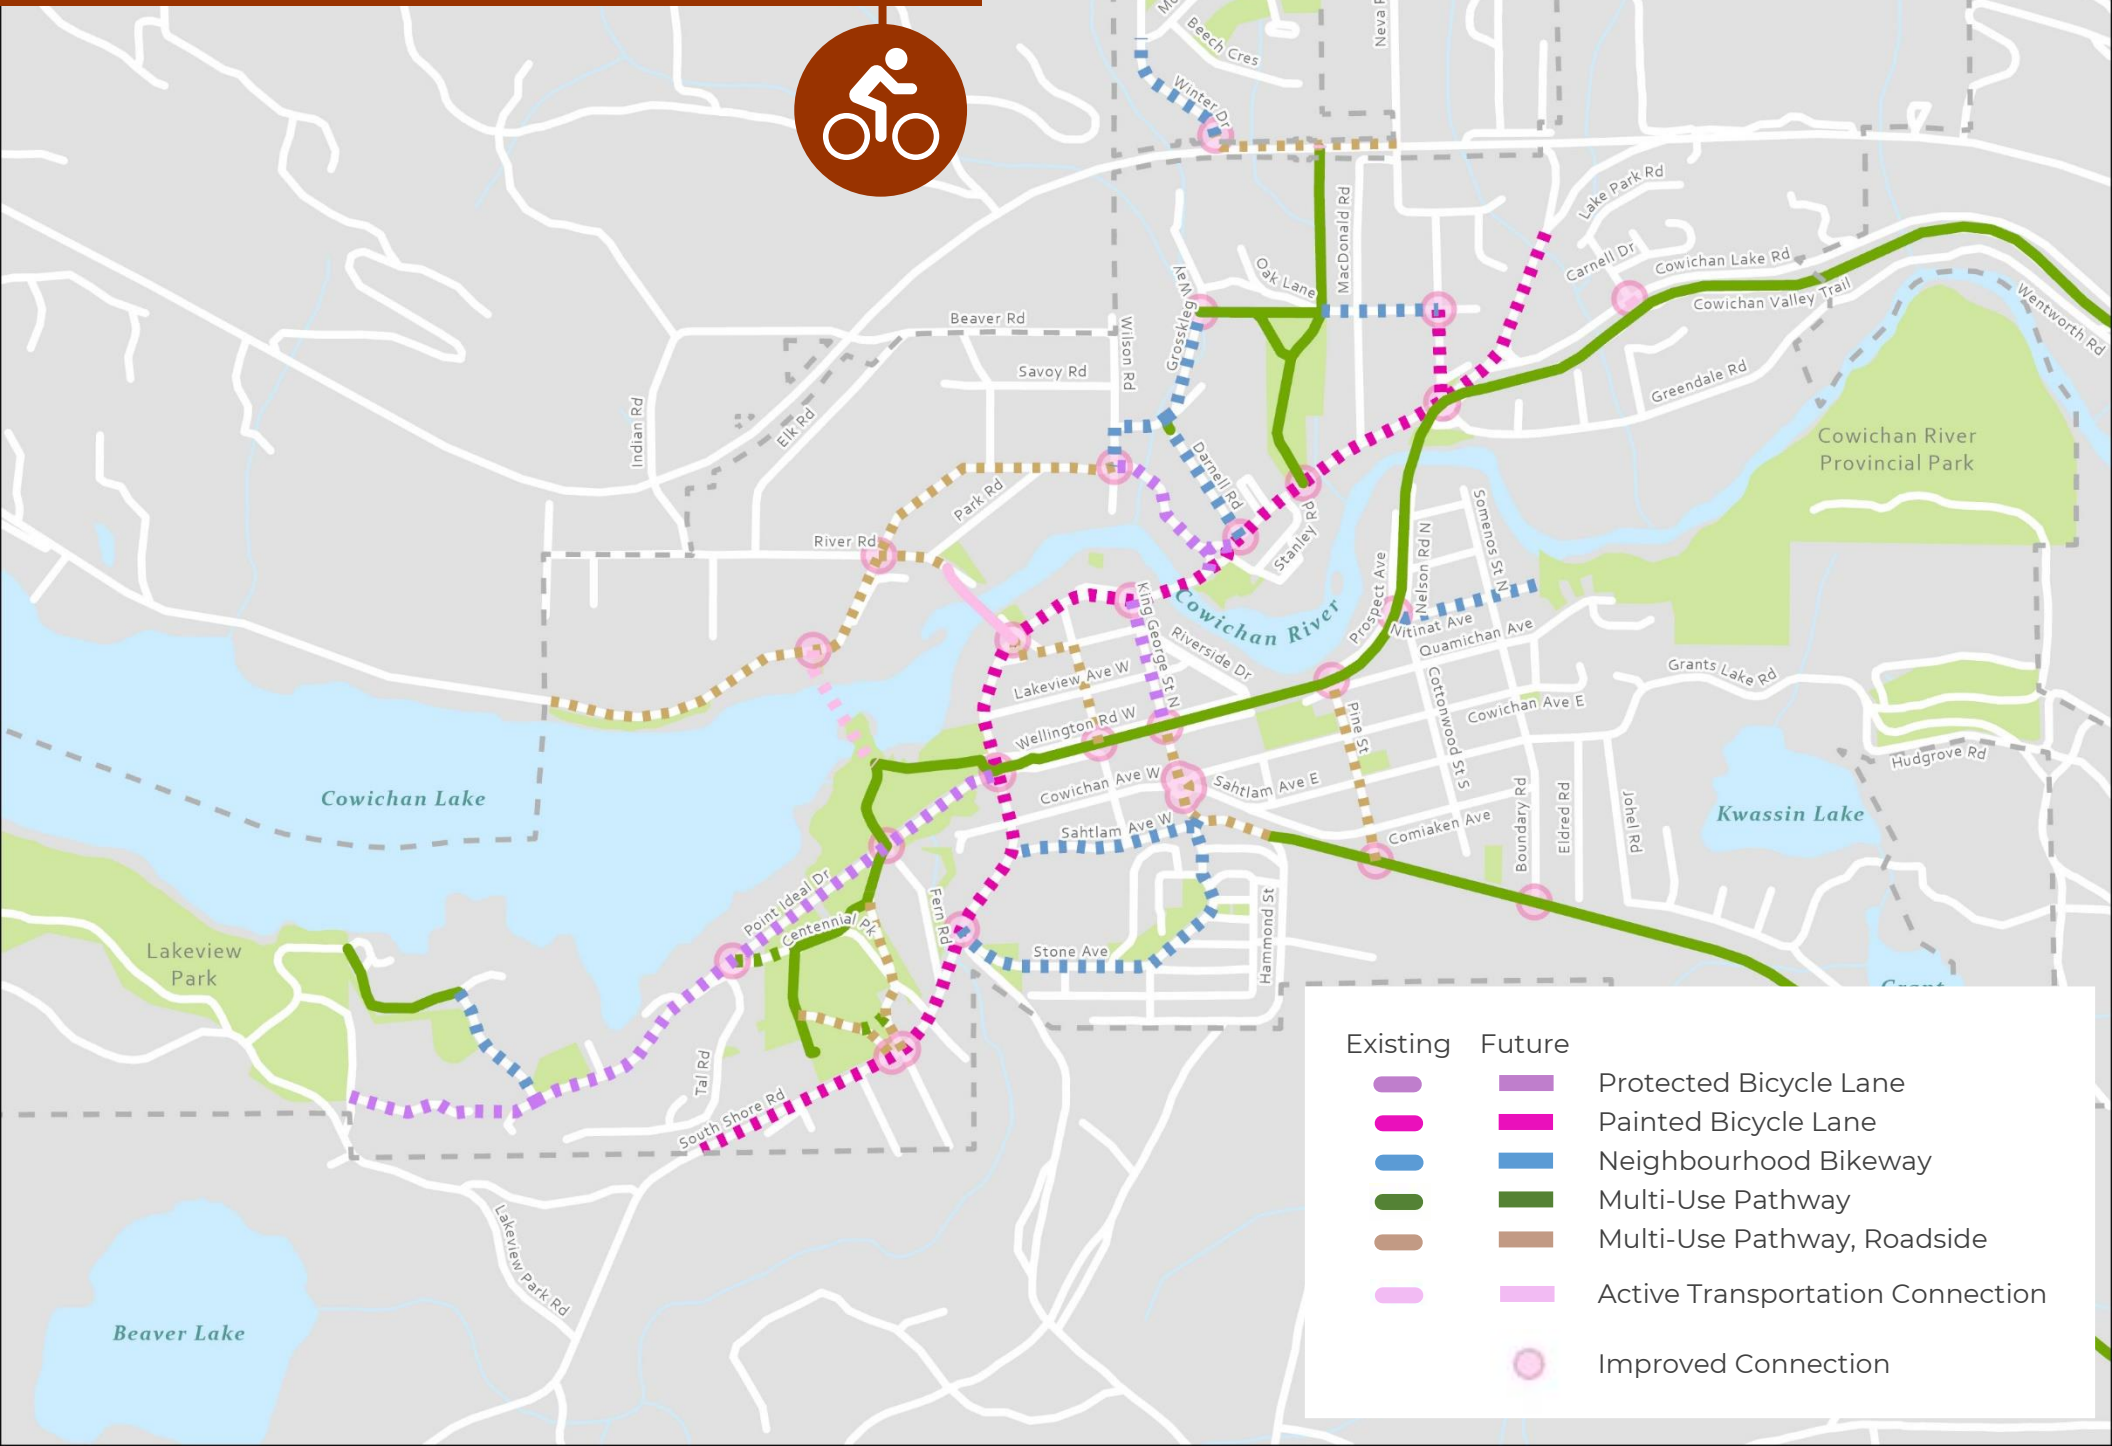 Beech Cres
Neva
Winter Dr
MacDonald Rd
Lake Park Rd
Oak Lane
Carnell Dr
Cowichan Lake Rd
Cowichan Valley Trail
Wentworth Rd
Grosskleg Way
Beaver Rd
Wilson Rd
Savoy Rd
Greendale Rd
Indian Rd
Elk Rd
Cowichan River
Provincial Park
Darnell Rd
Park Rd
Stanley Rd
Somenos St N
River Rd
Nelson Rd N
Prospect Ave
King George St N
Cowichan River
Nitinat Ave
Quamichan Ave
Riverside Dr
Lakeview Ave W
Grants Lake Rd
Cottonwood St S
Cowichan Ave E
Wellington Rd W
Pine St
Hudgrove Rd
Cowichan Lake
Cowichan Ave W
Sahtlam Ave E
Kwassin Lake
Boundary Rd
Eldred Rd
Johel Rd
Comiaken Ave
Sahtlam Ave W
Point Ideal Dr
Centennial Pk
Fern Rd
Hammond St
Stone Ave
Lakeview
Park
Grant
Tal Rd
South Shore Rd
Lakeview Park Rd
Beaver Lake
Existing Future
Protected Bicycle Lane
Painted Bicycle Lane
Neighbourhood Bikeway
Multi-Use Pathway
Multi-Use Pathway, Roadside
Active Transportation Connection
Improved Connection